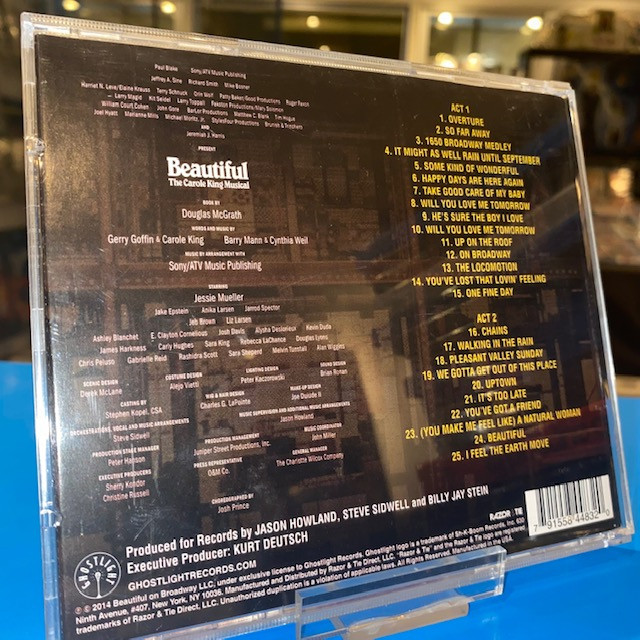 Paul Blake Sony/ATV Music Publishing
Jeffrey A. Sine Richard Smith Mike Bosner
Harriet N. Leve/Elaine Krauss Terry Schnuck Orin Wolf Patty Baker/Good Productions Roger Faxon
Larry Magid Kit Seidel Larry Toppall Fakston Productions/Mary Solomon
William Court Cohen John Gore BarLor Productions Matthew C. Blank Tim Hogue
Joel Hyatt Marianne Mills Michael Moritz, Jr. StylesFour Productions Brunish & Trinchero
AND
Jeremiah J. Harris
PRESENT
Beautiful
The Carole King Musical
BOOK BY
Douglas McGrath
WORDS AND MUSIC BY
Gerry Goffin & Carole King Barry Mann & Cynthia Weil
MUSIC BY ARRANGEMENT WITH
Sony/ATV Music Publishing
STARRING
Jessie Mueller
Jake Epstein Anika Larsen Jarrod Spector
Jeb Brown Liz Larsen
Ashley Blanchet E. Clayton Cornelious Josh Davis Alysha Deslorieux Kevin Duda
James Harkness Carly Hughes Sara King Rebecca LaChance Douglas Lyons
Chris Peluso Gabrielle Reid Rashidra Scott Sara Sheperd Melvin Tunstall Alan Wiggins
SCENIC DESIGN COSTUME DESIGN LIGHTING DESIGN SOUND DESIGN
Derek McLane Alejo Vietti Peter Kaczorowski Brian Ronan
CASTING BY WIG & HAIR DESIGN MAKE-UP DESIGN
Stephen Kopel, CSA Charles G. LaPointe Joe Dulude II
ORCHESTRATIONS, VOCAL AND MUSIC ARRANGEMENTS MUSIC SUPERVISION AND ADDITIONAL MUSIC ARRANGEMENTS
Steve Sidwell Jason Howland
PRODUCTION STAGE MANAGER PRODUCTION MANAGEMENT MUSIC COORDINATOR
Peter Hanson Juniper Street Productions, Inc. John Miller
EXECUTIVE PRODUCERS PRESS REPRESENTATIVE GENERAL MANAGER
Sherry Kondor O&M Co. The Charlotte Wilcox Company
Christine Russell
CHOREOGRAPHED BY
Josh Prince
ACT 1
1. OVERTURE
2. SO FAR AWAY
3. 1650 BROADWAY MEDLEY
4. IT MIGHT AS WELL RAIN UNTIL SEPTEMBER
5. SOME KIND OF WONDERFUL
6. HAPPY DAYS ARE HERE AGAIN
7. TAKE GOOD CARE OF MY BABY
8. WILL YOU LOVE ME TOMORROW
9. HE'S SURE THE BOY I LOVE
10. WILL YOU LOVE ME TOMORROW
11. UP ON THE ROOF
12. ON BROADWAY
13. THE LOCOMOTION
14. YOU'VE LOST THAT LOVIN' FEELING
15. ONE FINE DAY
ACT 2
16. CHAINS
17. WALKING IN THE RAIN
18. PLEASANT VALLEY SUNDAY
19. WE GOTTA GET OUT OF THIS PLACE
20. UPTOWN
21. IT'S TOO LATE
22. YOU'VE GOT A FRIEND
23. (YOU MAKE ME FEEL LIKE) A NATURAL WOMAN
24. BEAUTIFUL
25. I FEEL THE EARTH MOVE
Produced for Records by JASON HOWLAND, STEVE SIDWELL and BILLY JAY STEIN
Executive Producer: KURT DEUTSCH
GHOSTLIGHTRECORDS.COM
GHOSTLIGHT
RAZOR & TIE
7 91558 44832 0
℗ © 2014 Beautiful on Broadway LLC, under exclusive license to Ghostlight Records. Ghostlight logo is a trademark of Sh-K-Boom Records, Inc. 630
Ninth Avenue, #407, New York, NY 10036. Manufactured and Distributed by Razor & Tie Direct, LLC. "Razor & Tie" and the Razor & Tie logo are registered
trademarks of Razor & Tie Direct, LLC. Unauthorized duplication is a violation of applicable laws. All Rights Reserved. Manufactured in the USA.